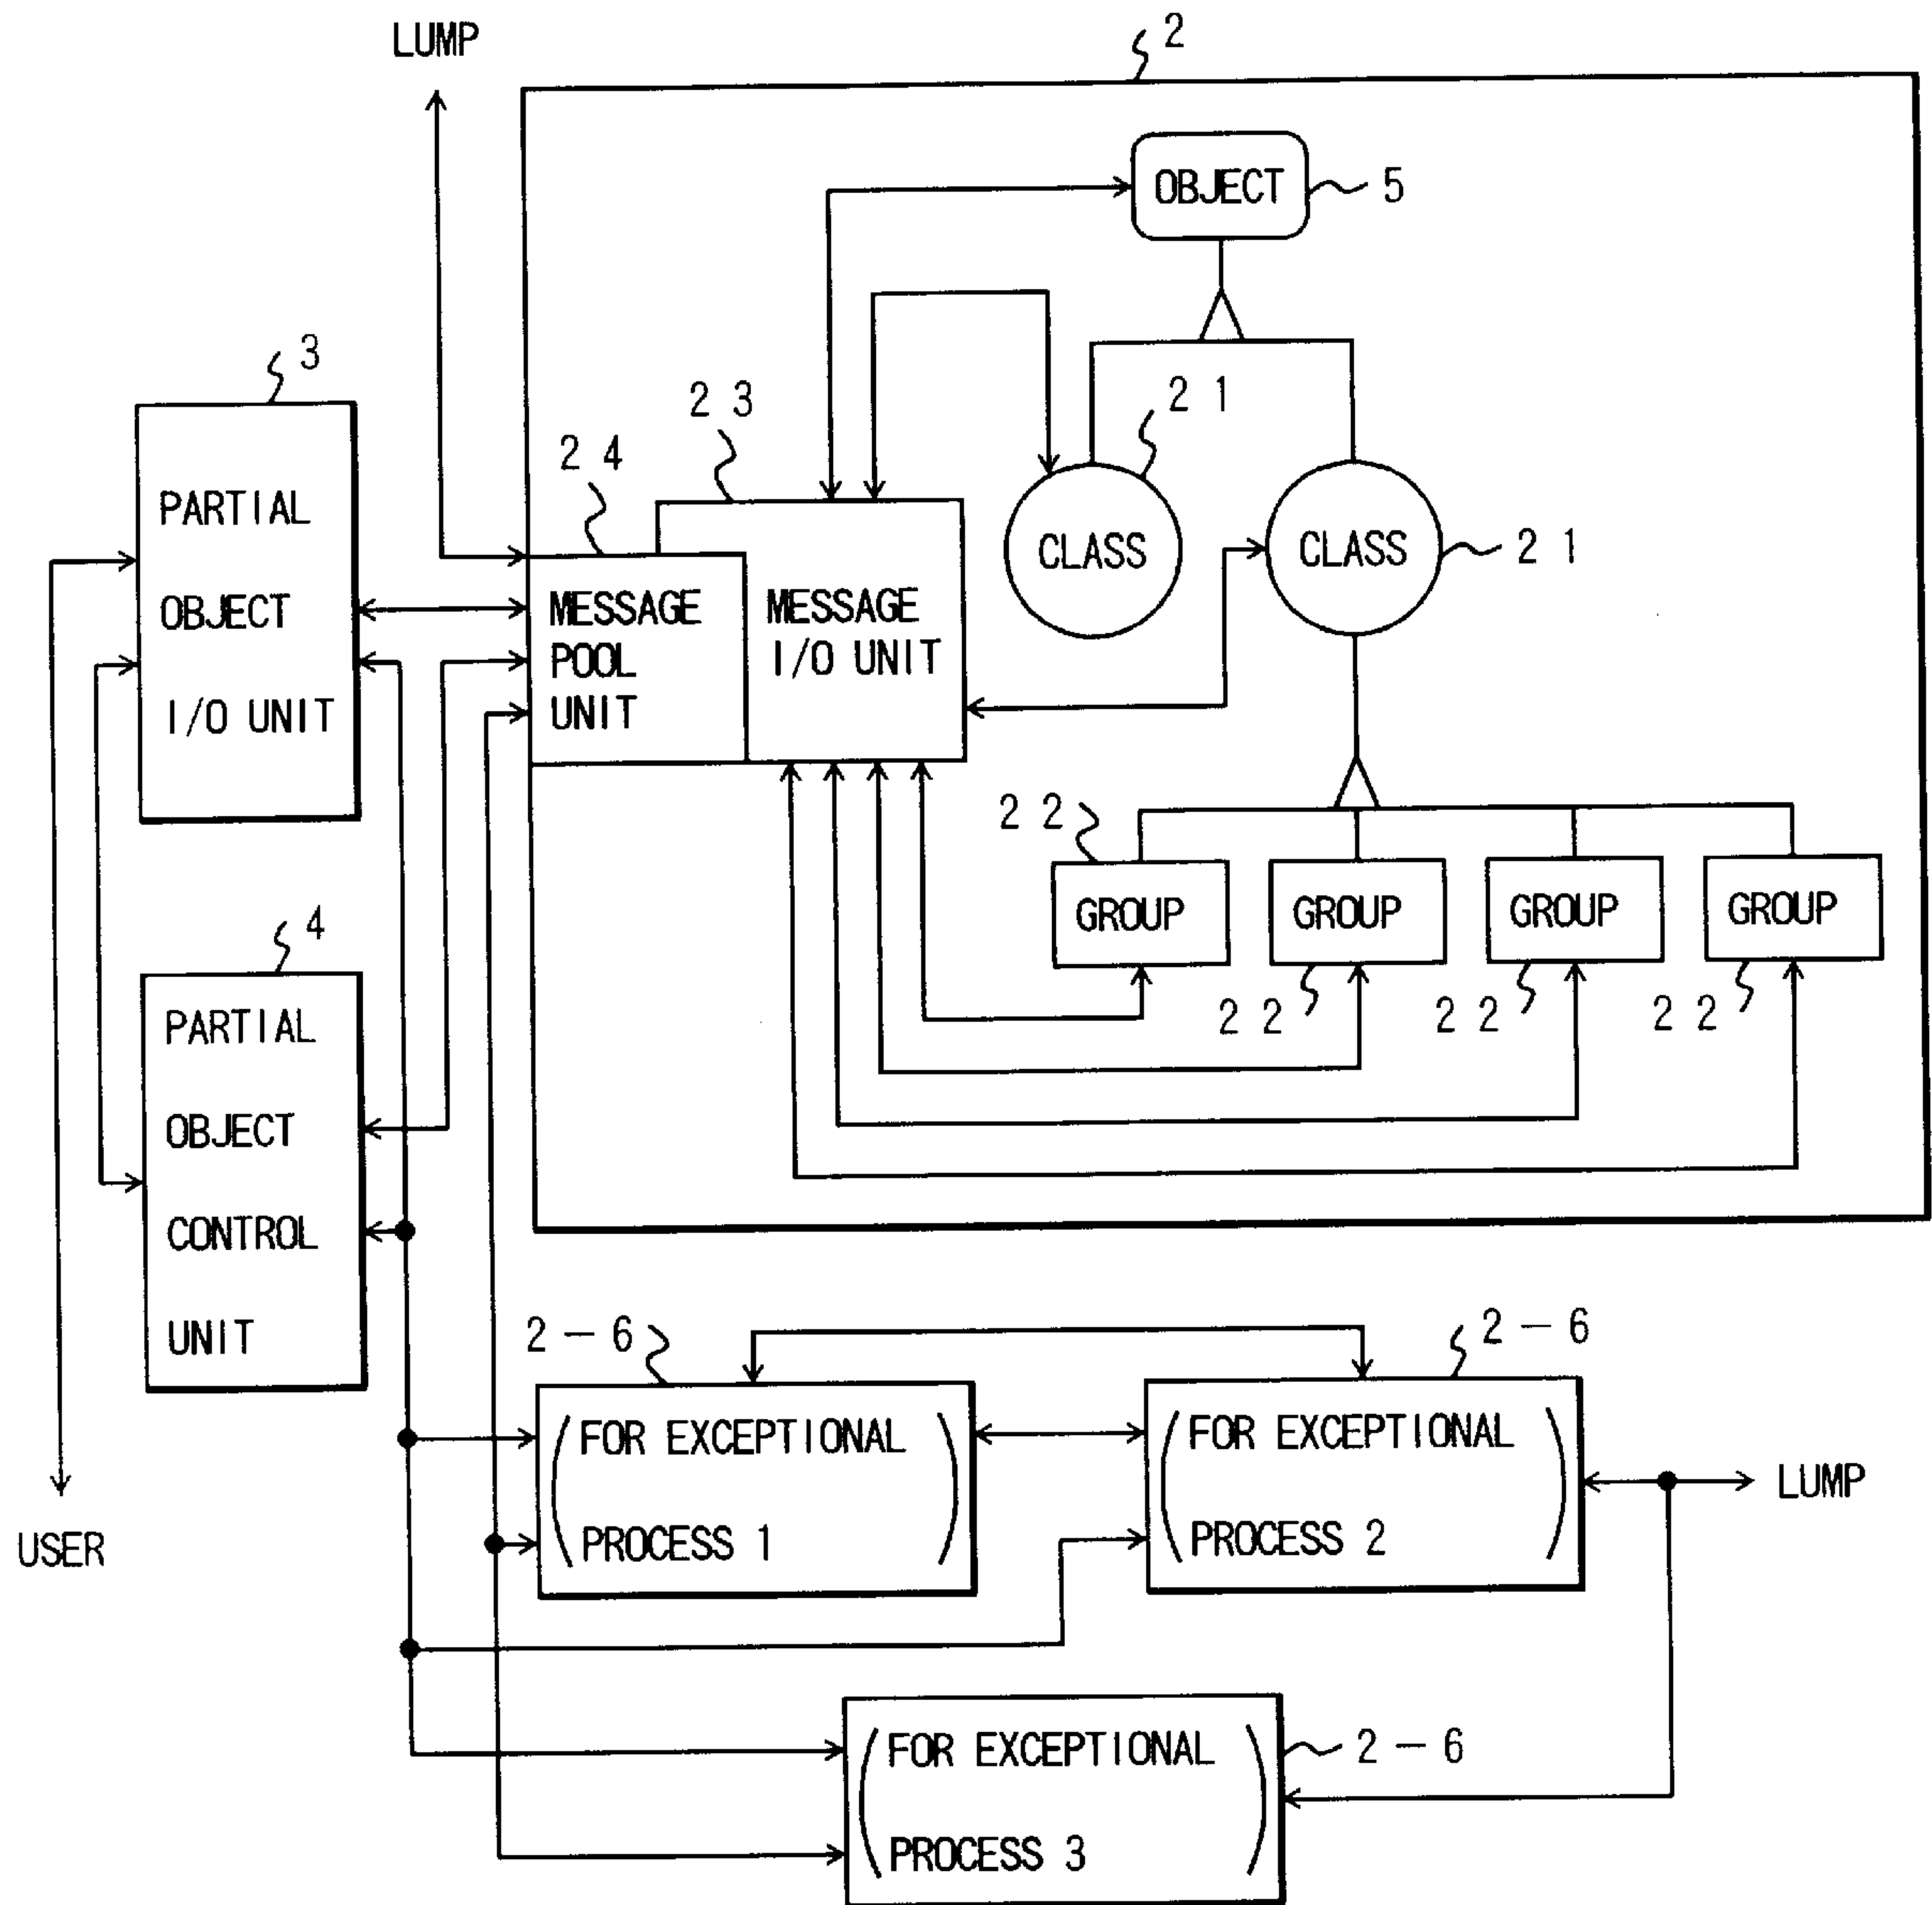 LUMP
2
OBJECT
5
3
2 3
2 1
2 4
PARTIAL
OBJECT
I/O UNIT
MESSAGE
POOL
UNIT
MESSAGE
I/O UNIT
CLASS
CLASS
2 1
2 2
GROUP
GROUP
GROUP
GROUP
2 2
2 2
2 2
4
PARTIAL
OBJECT
CONTROL
UNIT
2 - 6
2 - 6
FOR EXCEPTIONAL
PROCESS 1
FOR EXCEPTIONAL
PROCESS 2
LUMP
USER
FOR EXCEPTIONAL
PROCESS 3
2 - 6